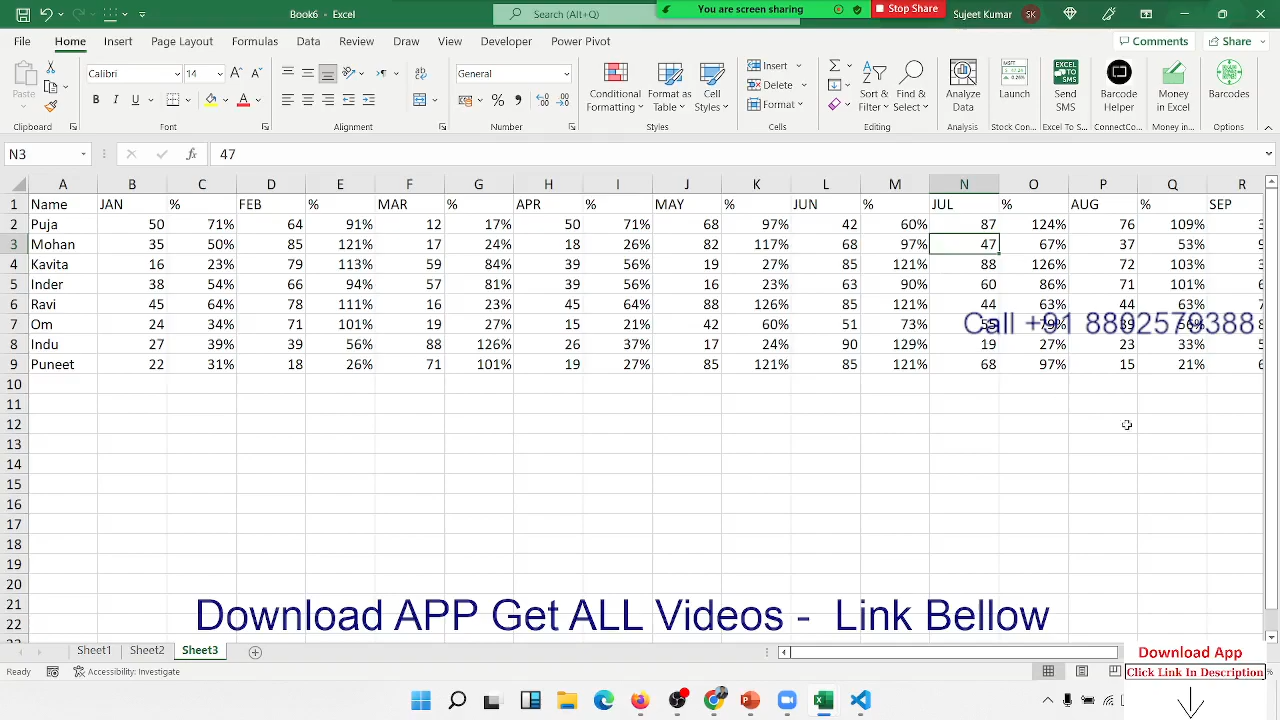 Book6 - Excel
Search (Alt+Q)
You are screen sharing
Stop Share
Sujeet Kumar
SK
File Home Insert Page Layout Formulas Data Review Draw View Developer Power Pivot
Comments Share
Paste
Calibri 14
B I U
General
Conditional Formatting
Format as Table
Cell Styles
Insert
Delete
Format
Sort & Filter
Find & Select
Analyze Data
Launch
Send SMS
Barcode Helper
Money in Excel
Barcodes
Clipboard Font Alignment Number Styles Cells Editing Analysis Stock Con... Excel To S... ConnectCo... Money in... Options
N3
fx 47
A B C D E F G H I J K L M N O P Q R
1 Name JAN % FEB % MAR % APR % MAY % JUN % JUL % AUG % SEP
2 Puja 50 71% 64 91% 12 17% 50 71% 68 97% 42 60% 87 124% 76 109%
3 Mohan 35 50% 85 121% 17 24% 18 26% 82 117% 68 97% 47 67% 37 53%
4 Kavita 16 23% 79 113% 59 84% 39 56% 19 27% 85 121% 88 126% 72 103%
5 Inder 38 54% 66 94% 57 81% 39 56% 16 23% 63 90% 60 86% 71 101%
6 Ravi 45 64% 78 111% 16 23% 45 64% 88 126% 85 121% 44 63% 44 63%
7 Om 24 34% 71 101% 19 27% 15 21% 42 60% 51 73% 55 79% 39 56%
Call +91 8802579388
8 Indu 27 39% 39 56% 88 126% 26 37% 17 24% 90 129% 19 27% 23 33%
9 Puneet 22 31% 18 26% 71 101% 19 27% 85 121% 85 121% 68 97% 15 21%
10
11
12
13
14
15
16
17
18
19
20
21
22
Download APP Get ALL Videos - Link Bellow
Sheet1 Sheet2 Sheet3
Download App
Ready
Accessibility: Investigate
Click Link In Description